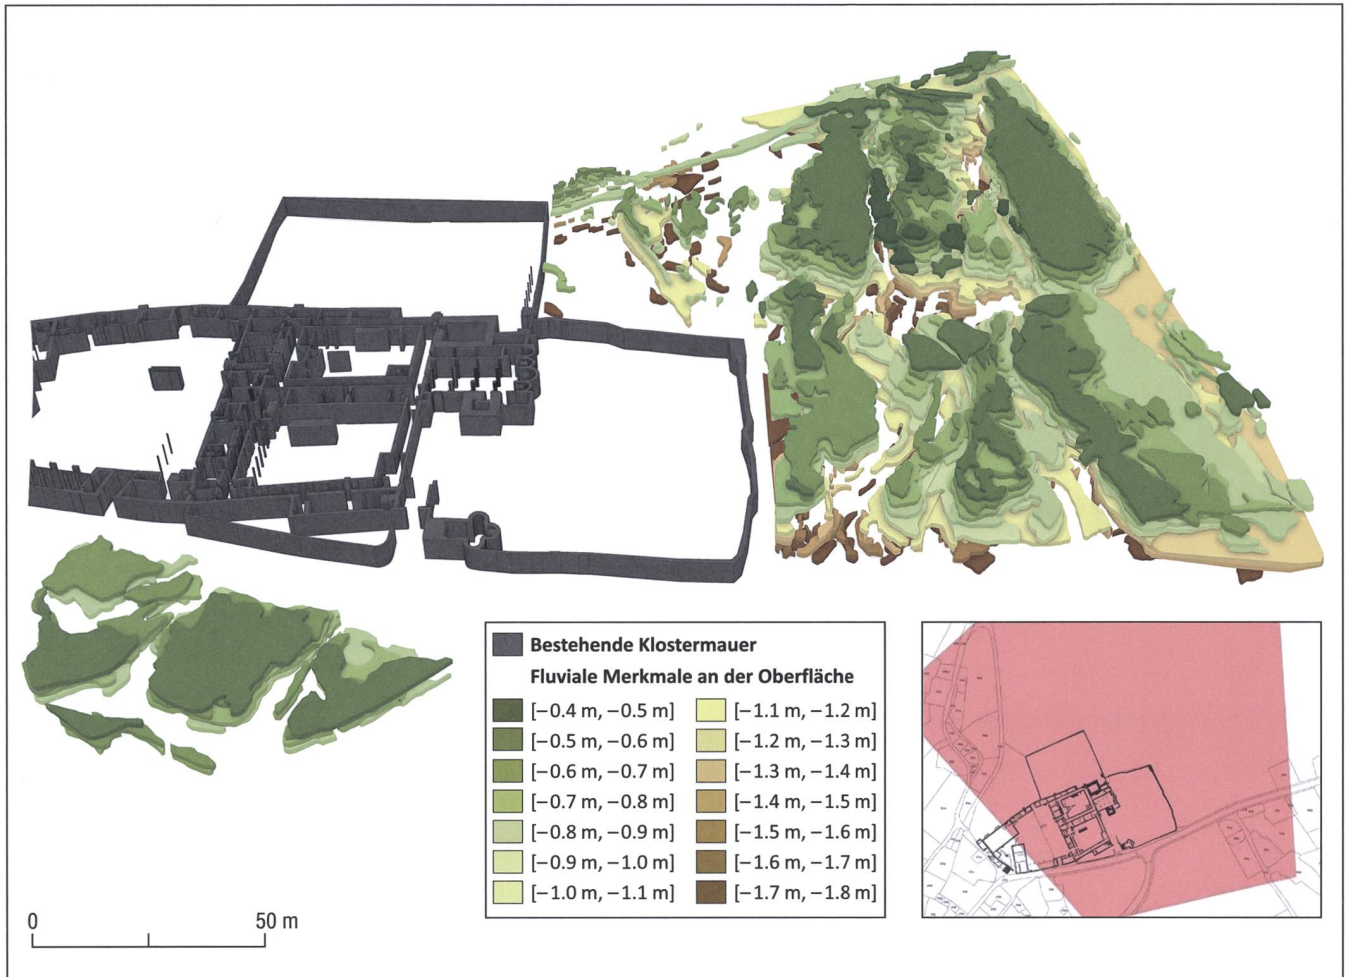 Bestehende Klostermauer
Fluviale Merkmale an der Oberfläche
[−0.4 m, −0.5 m]
[−0.5 m, −0.6 m]
[−0.6 m, −0.7 m]
[−0.7 m, −0.8 m]
[−0.8 m, −0.9 m]
[−0.9 m, −1.0 m]
[−1.0 m, −1.1 m]
[−1.1 m, −1.2 m]
[−1.2 m, −1.3 m]
[−1.3 m, −1.4 m]
[−1.4 m, −1.5 m]
[−1.5 m, −1.6 m]
[−1.6 m, −1.7 m]
[−1.7 m, −1.8 m]
0 50 m